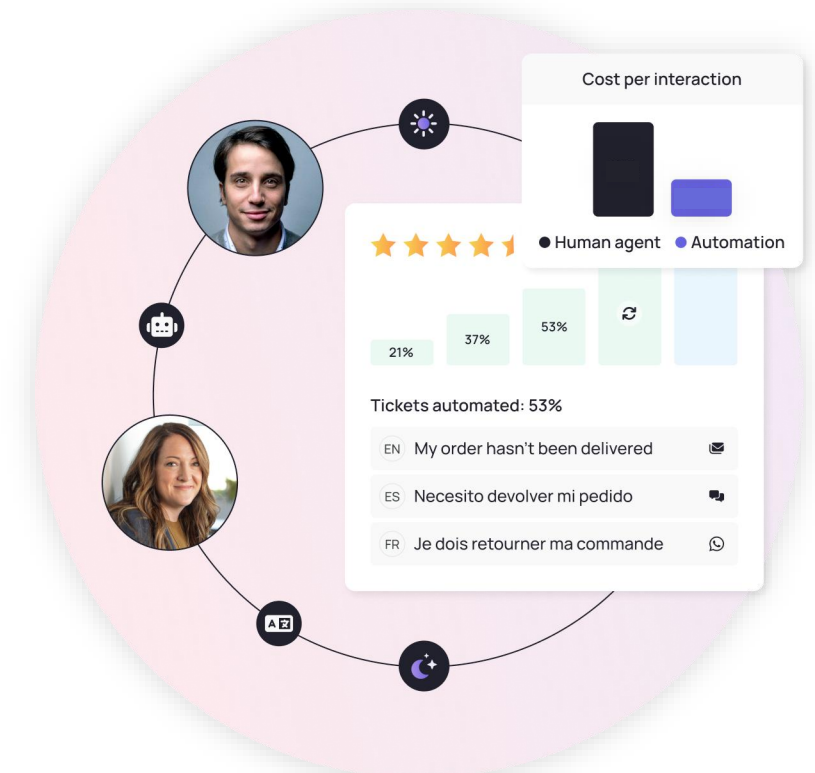 Cost per interaction
Human agent
Automation
21%
37%
53%
Tickets automated: 53%
EN My order hasn't been delivered
ES Necesito devolver mi pedido
FR Je dois retourner ma commande
A 文